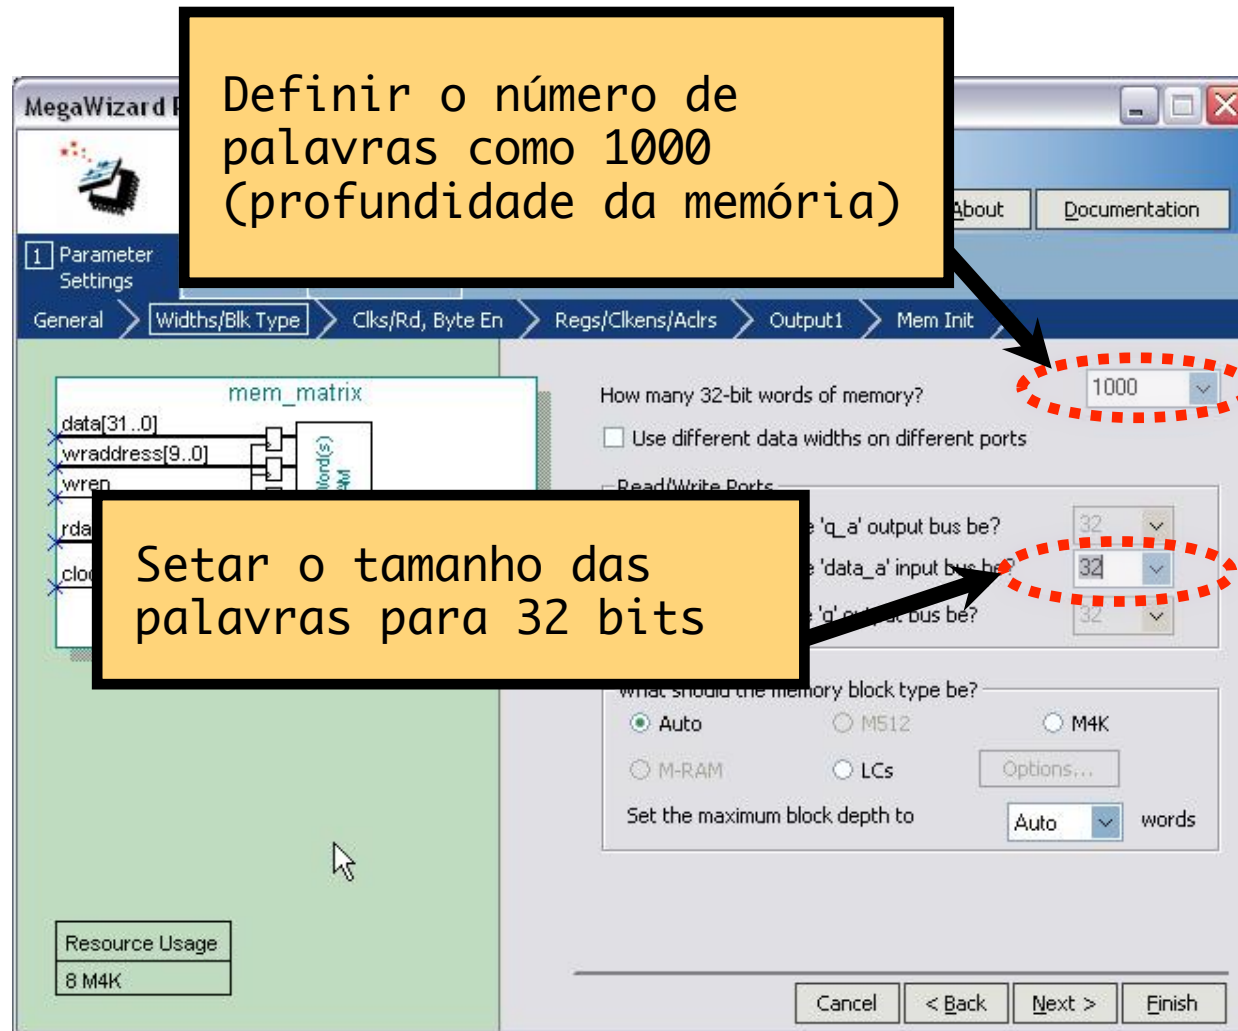 Definir o número de
palavras como 1000
(profundidade da memória)
MegaWizard
About
Documentation
1 Parameter
Settings
General
Widths/Blk Type
Clks/Rd, Byte En
Regs/Clkens/Aclrs
Output1
Mem Init
mem_matrix
data[31..0]
wraddress[9..0]
wren
clo
Word(s)
How many 32-bit words of memory?
1000
Use different data widths on different ports
Read/Write Ports
'q_a' output bus be?
32
'data_a' input bus be?
32
'q' output bus be?
32
Setar o tamanho das
palavras para 32 bits
What should the memory block type be?
Auto
M512
M4K
M-RAM
LCs
Options...
Set the maximum block depth to
Auto
words
Resource Usage
8 M4K
Cancel
< Back
Next >
Finish